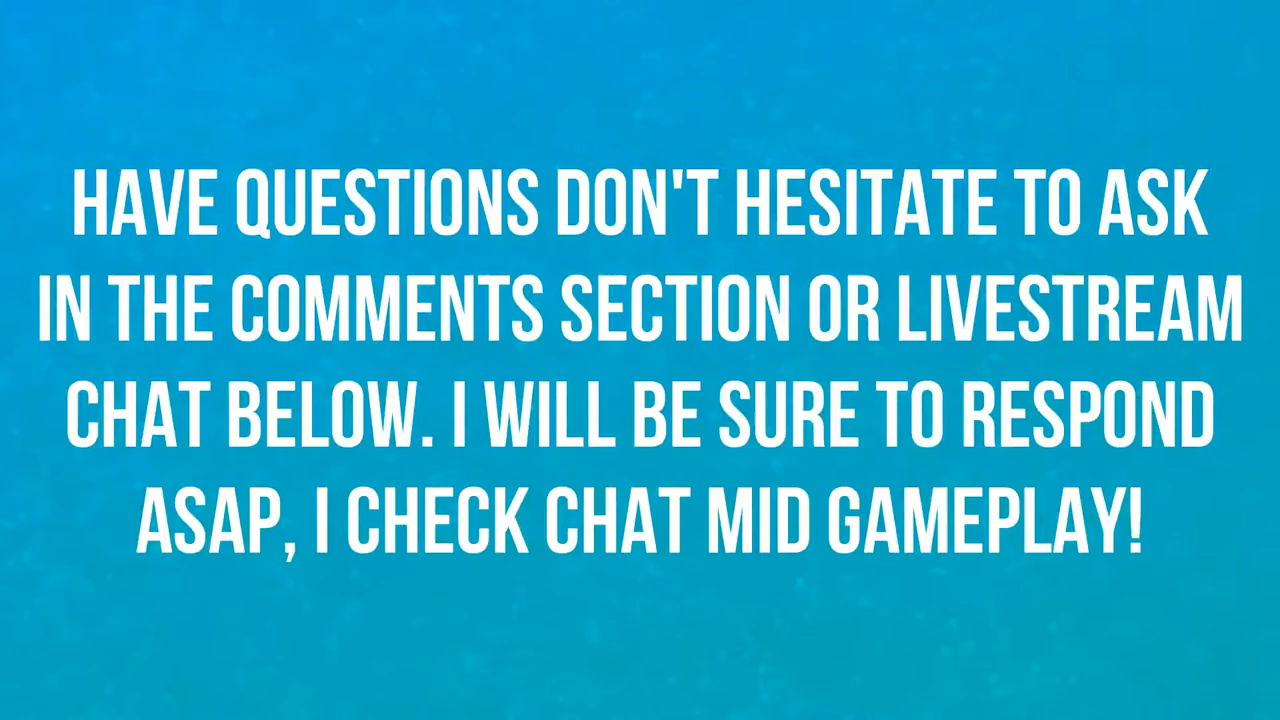 HAVE QUESTIONS DON'T HESITATE TO ASK
IN THE COMMENTS SECTION OR LIVESTREAM
CHAT BELOW. I WILL BE SURE TO RESPOND
ASAP, I CHECK CHAT MID GAMEPLAY!